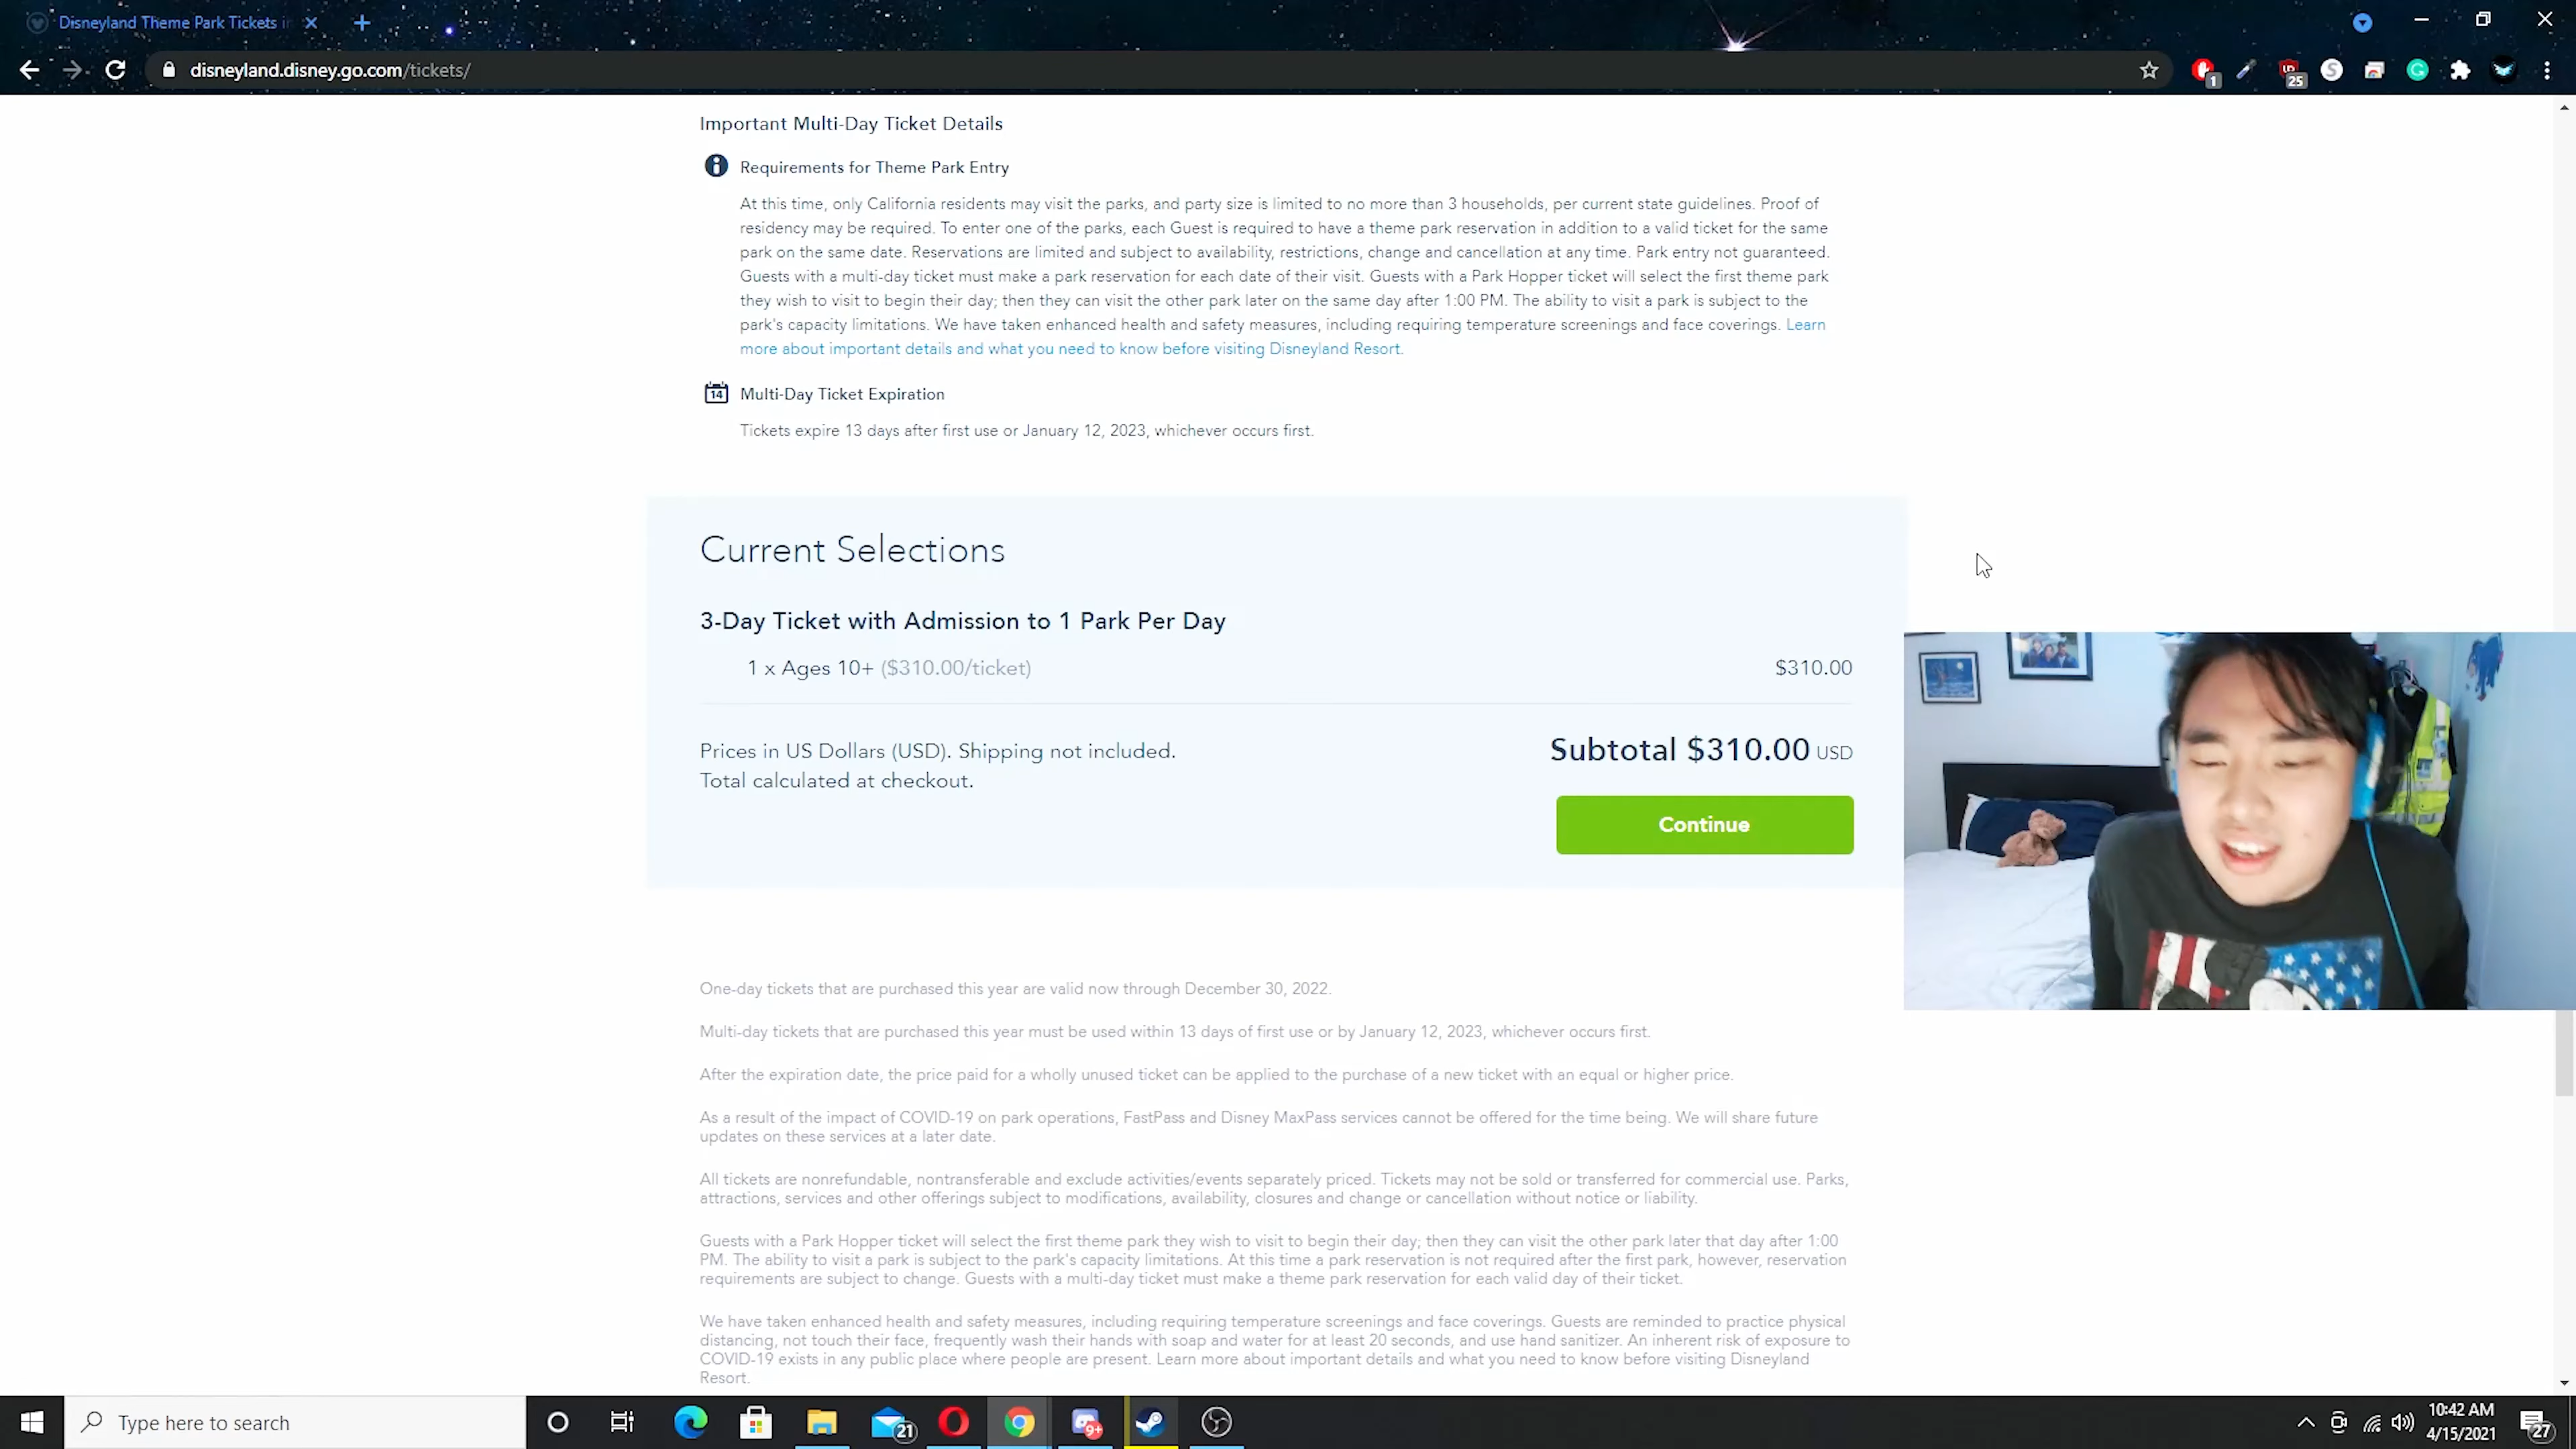 Disneyland Theme Park Tickets i
disneyland.disney.go.com/tickets/
1
25
Important Multi-Day Ticket Details
Requirements for Theme Park Entry
At this time, only California residents may visit the parks, and party size is limited to no more than 3 households, per current state guidelines. Proof of
residency may be required. To enter one of the parks, each Guest is required to have a theme park reservation in addition to a valid ticket for the same
park on the same date. Reservations are limited and subject to availability, restrictions, change and cancellation at any time. Park entry not guaranteed.
Guests with a multi-day ticket must make a park reservation for each date of their visit. Guests with a Park Hopper ticket will select the first theme park
they wish to visit to begin their day; then they can visit the other park later on the same day after 1:00 PM. The ability to visit a park is subject to the
park's capacity limitations. We have taken enhanced health and safety measures, including requiring temperature screenings and face coverings. Learn
more about important details and what you need to know before visiting Disneyland Resort.
14
Multi-Day Ticket Expiration
Tickets expire 13 days after first use or January 12, 2023, whichever occurs first.
Current Selections
3-Day Ticket with Admission to 1 Park Per Day
1 x Ages 10+ ($310.00/ticket) $310.00
Prices in US Dollars (USD). Shipping not included.
Total calculated at checkout.
Subtotal $310.00 USD
Continue
One-day tickets that are purchased this year are valid now through December 30, 2022.
Multi-day tickets that are purchased this year must be used within 13 days of first use or by January 12, 2023, whichever occurs first.
After the expiration date, the price paid for a wholly unused ticket can be applied to the purchase of a new ticket with an equal or higher price.
As a result of the impact of COVID-19 on park operations, FastPass and Disney MaxPass services cannot be offered for the time being. We will share future
updates on these services at a later date.
All tickets are nonrefundable, nontransferable and exclude activities/events separately priced. Tickets may not be sold or transferred for commercial use. Parks,
attractions, services and other offerings subject to modifications, availability, closures and change or cancellation without notice or liability.
Guests with a Park Hopper ticket will select the first theme park they wish to visit to begin their day; then they can visit the other park later that day after 1:00
PM. The ability to visit a park is subject to the park's capacity limitations. At this time a park reservation is not required after the first park, however, reservation
requirements are subject to change. Guests with a multi-day ticket must make a theme park reservation for each valid day of their ticket.
We have taken enhanced health and safety measures, including requiring temperature screenings and face coverings. Guests are reminded to practice physical
distancing, not touch their face, frequently wash their hands with soap and water for at least 20 seconds, and use hand sanitizer. An inherent risk of exposure to
COVID-19 exists in any public place where people are present. Learn more about important details and what you need to know before visiting Disneyland
Resort.
Type here to search
21
9+
10:42 AM
4/15/2021
27